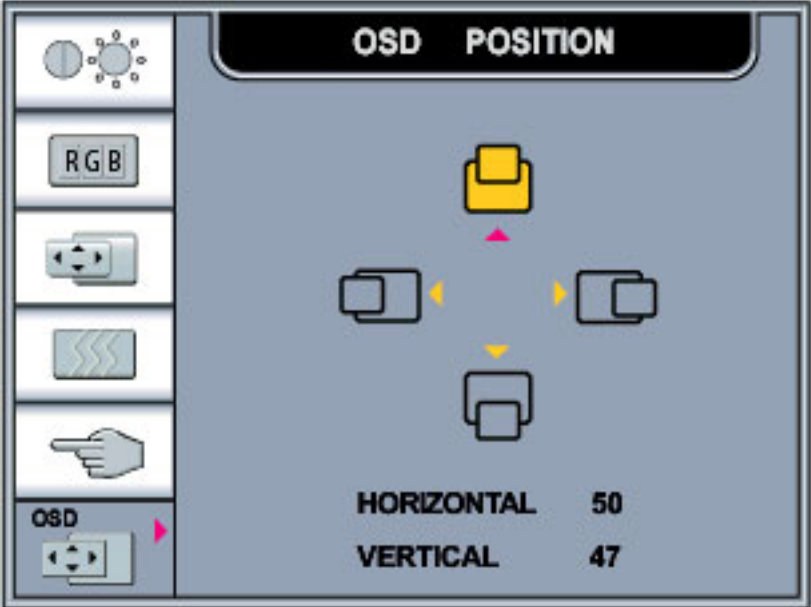 OSD POSITION
RGB
OSD
HORIZONTAL 50
VERTICAL 47